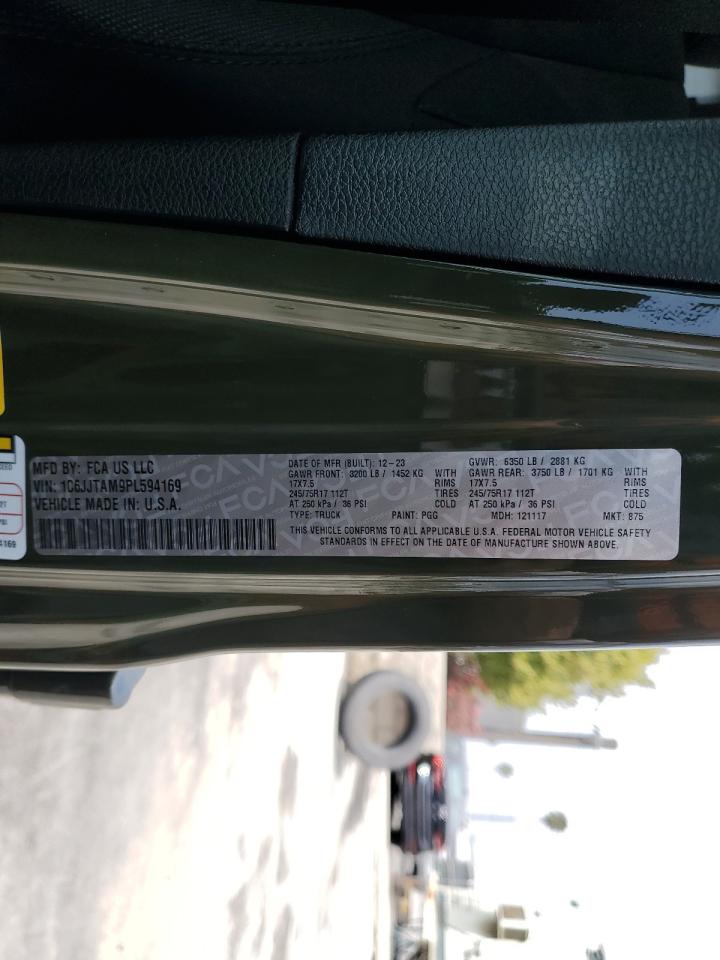 MFD BY: FCA US LLC
VIN: 1C6JJTAM9PL594169
VEHICLE MADE IN: U.S.A.
DATE OF MFR (BUILT): 12-23
GAWR FRONT: 3200 LB / 1452 KG WITH
17X7.5 RIMS
245/75R17 112T TIRES
AT 250 kPa / 36 PSI COLD
TYPE: TRUCK
GVWR: 6350 LB / 2881 KG
GAWR REAR: 3750 LB / 1701 KG WITH
17X7.5 RIMS
245/75R17 112T TIRES
AT 250 kPa / 36 PSI COLD
PAINT: PGG MDH: 121117 MKT: 875
THIS VEHICLE CONFORMS TO ALL APPLICABLE U.S.A. FEDERAL MOTOR VEHICLE SAFETY
STANDARDS IN EFFECT ON THE DATE OF MANUFACTURE SHOWN ABOVE.